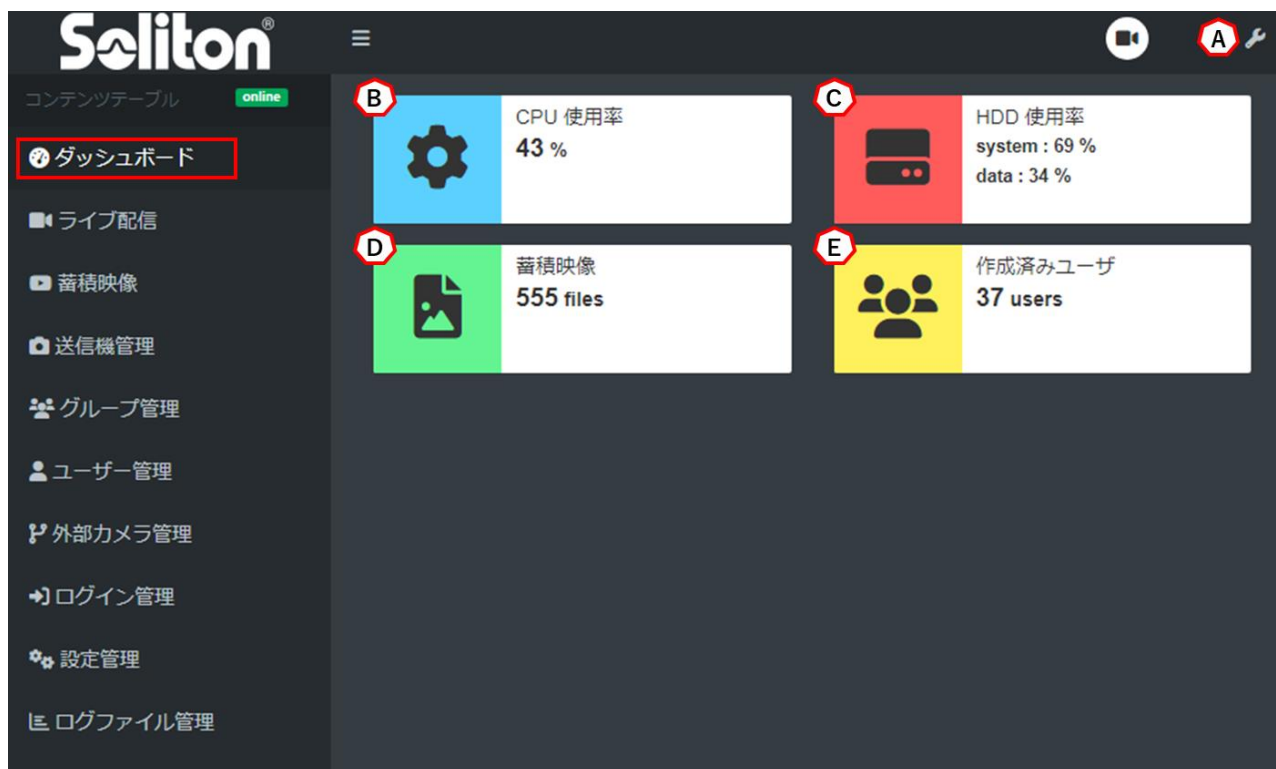 Soliton®
A
コンテンツテーブル online
ダッシュボード
ライブ配信
蓄積映像
送信機管理
グループ管理
ユーザー管理
外部カメラ管理
ログイン管理
設定管理
ログファイル管理
B
CPU 使用率
43 %
C
HDD 使用率
system : 69 %
data : 34 %
D
蓄積映像
555 files
E
作成済みユーザ
37 users